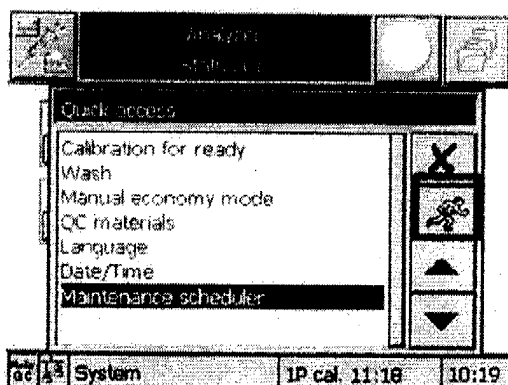 Quick access
Calibration for ready
Wash
Manual economy mode
QC materials
Language
Date/Time
Maintenance scheduler
System
1P cal. 11:18
10:19